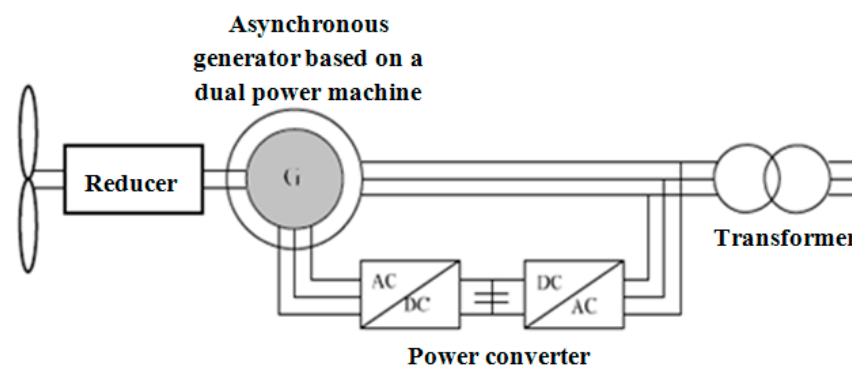 Asynchronous
generator based on a
dual power machine
Reducer
G
Transformer
AC
DC
DC
AC
Power converter